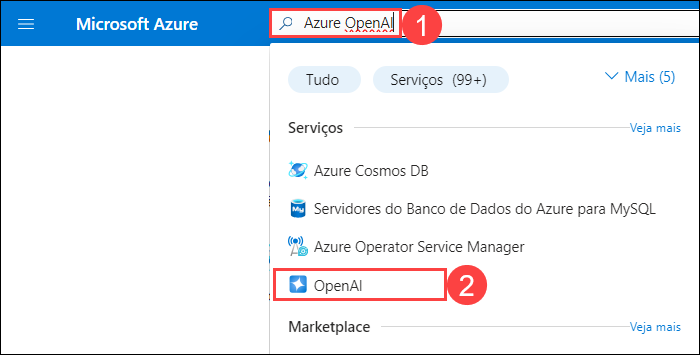 Microsoft Azure
Azure OpenAI
1
Tudo
Serviços (99+)
Mais (5)
Serviços
Veja mais
Azure Cosmos DB
My
Servidores do Banco de Dados do Azure para MySQL
Azure Operator Service Manager
OpenAI
2
Marketplace
Veja mais